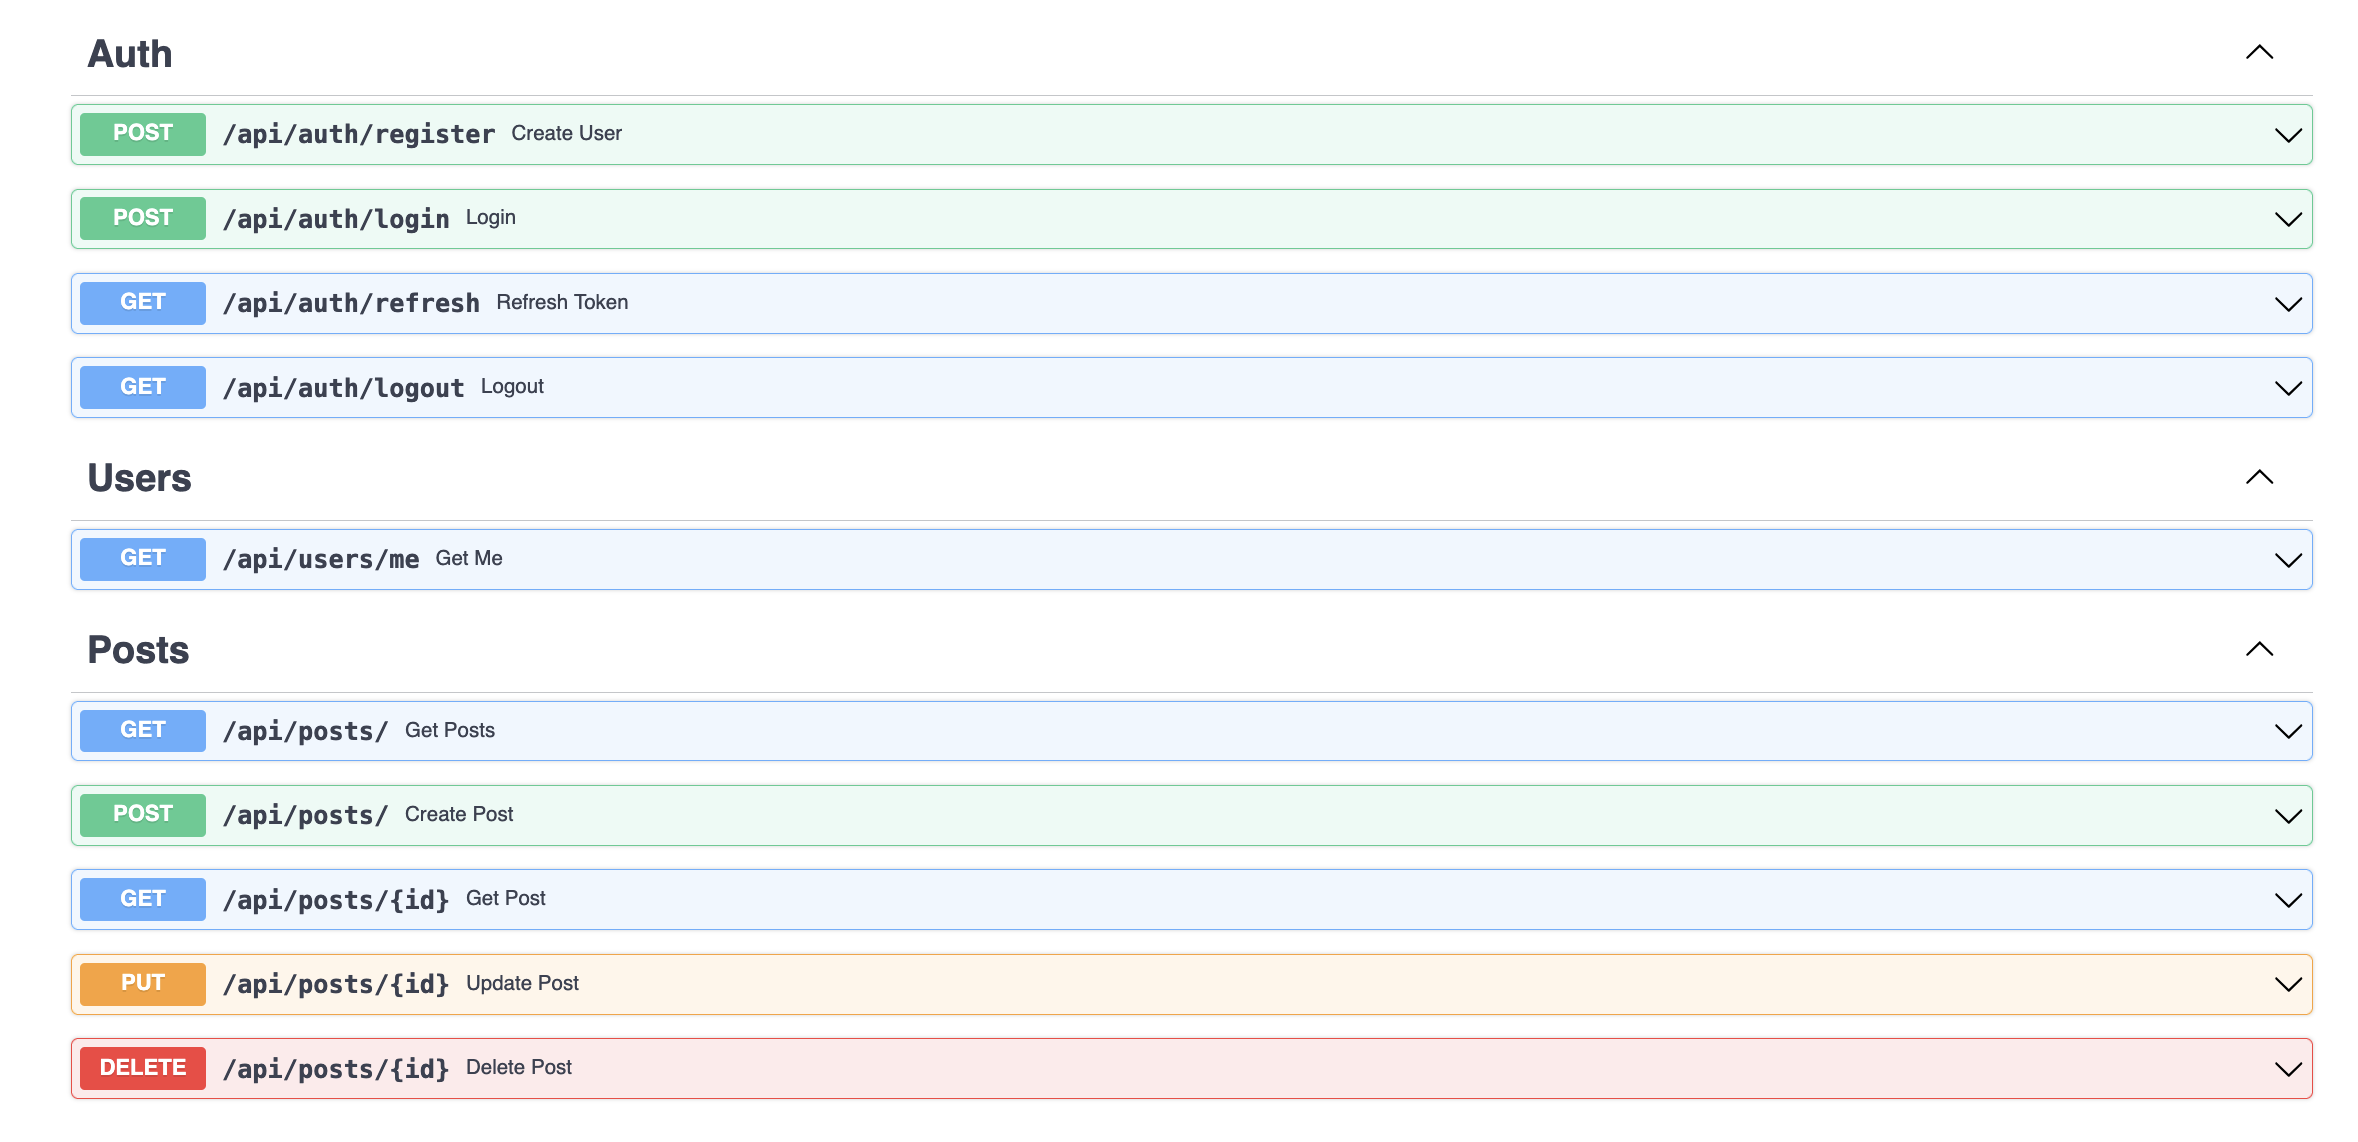 Auth
POST /api/auth/register Create User
POST /api/auth/login Login
GET /api/auth/refresh Refresh Token
GET /api/auth/logout Logout
Users
GET /api/users/me Get Me
Posts
GET /api/posts/ Get Posts
POST /api/posts/ Create Post
GET /api/posts/{id} Get Post
PUT /api/posts/{id} Update Post
DELETE /api/posts/{id} Delete Post